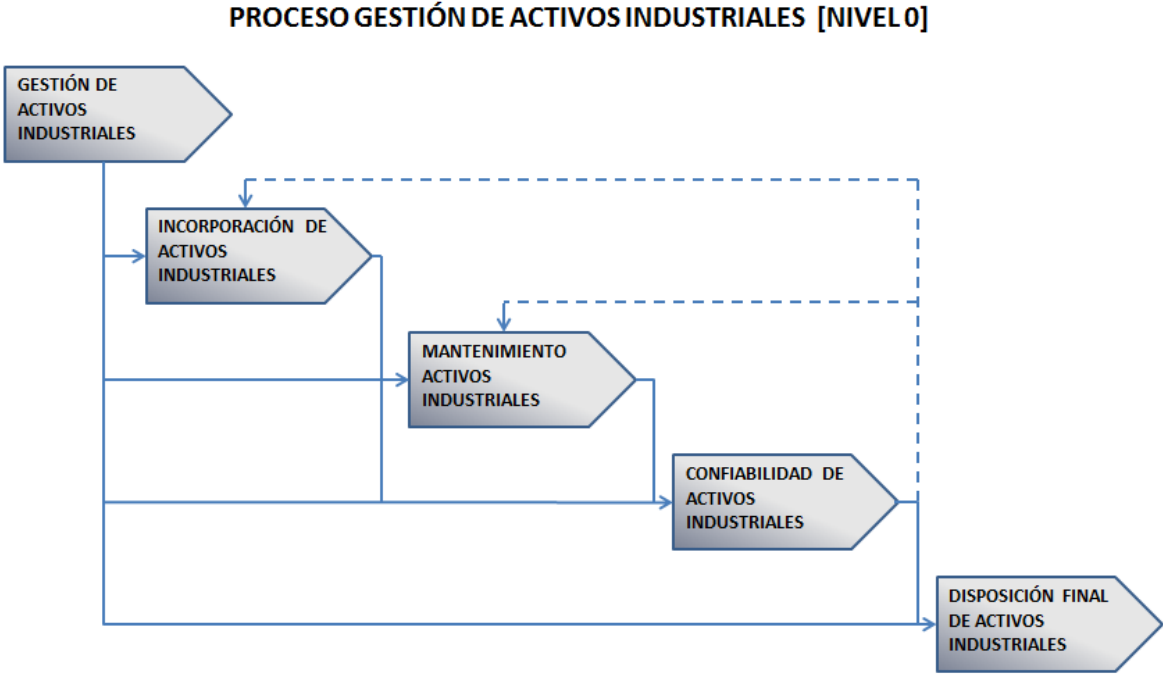 PROCESO GESTIÓN DE ACTIVOS INDUSTRIALES [NIVEL 0]
GESTIÓN DE
ACTIVOS
INDUSTRIALES
INCORPORACIÓN DE
ACTIVOS
INDUSTRIALES
MANTENIMIENTO
ACTIVOS
INDUSTRIALES
CONFIABILIDAD DE
ACTIVOS
INDUSTRIALES
DISPOSICIÓN FINAL
DE ACTIVOS
INDUSTRIALES